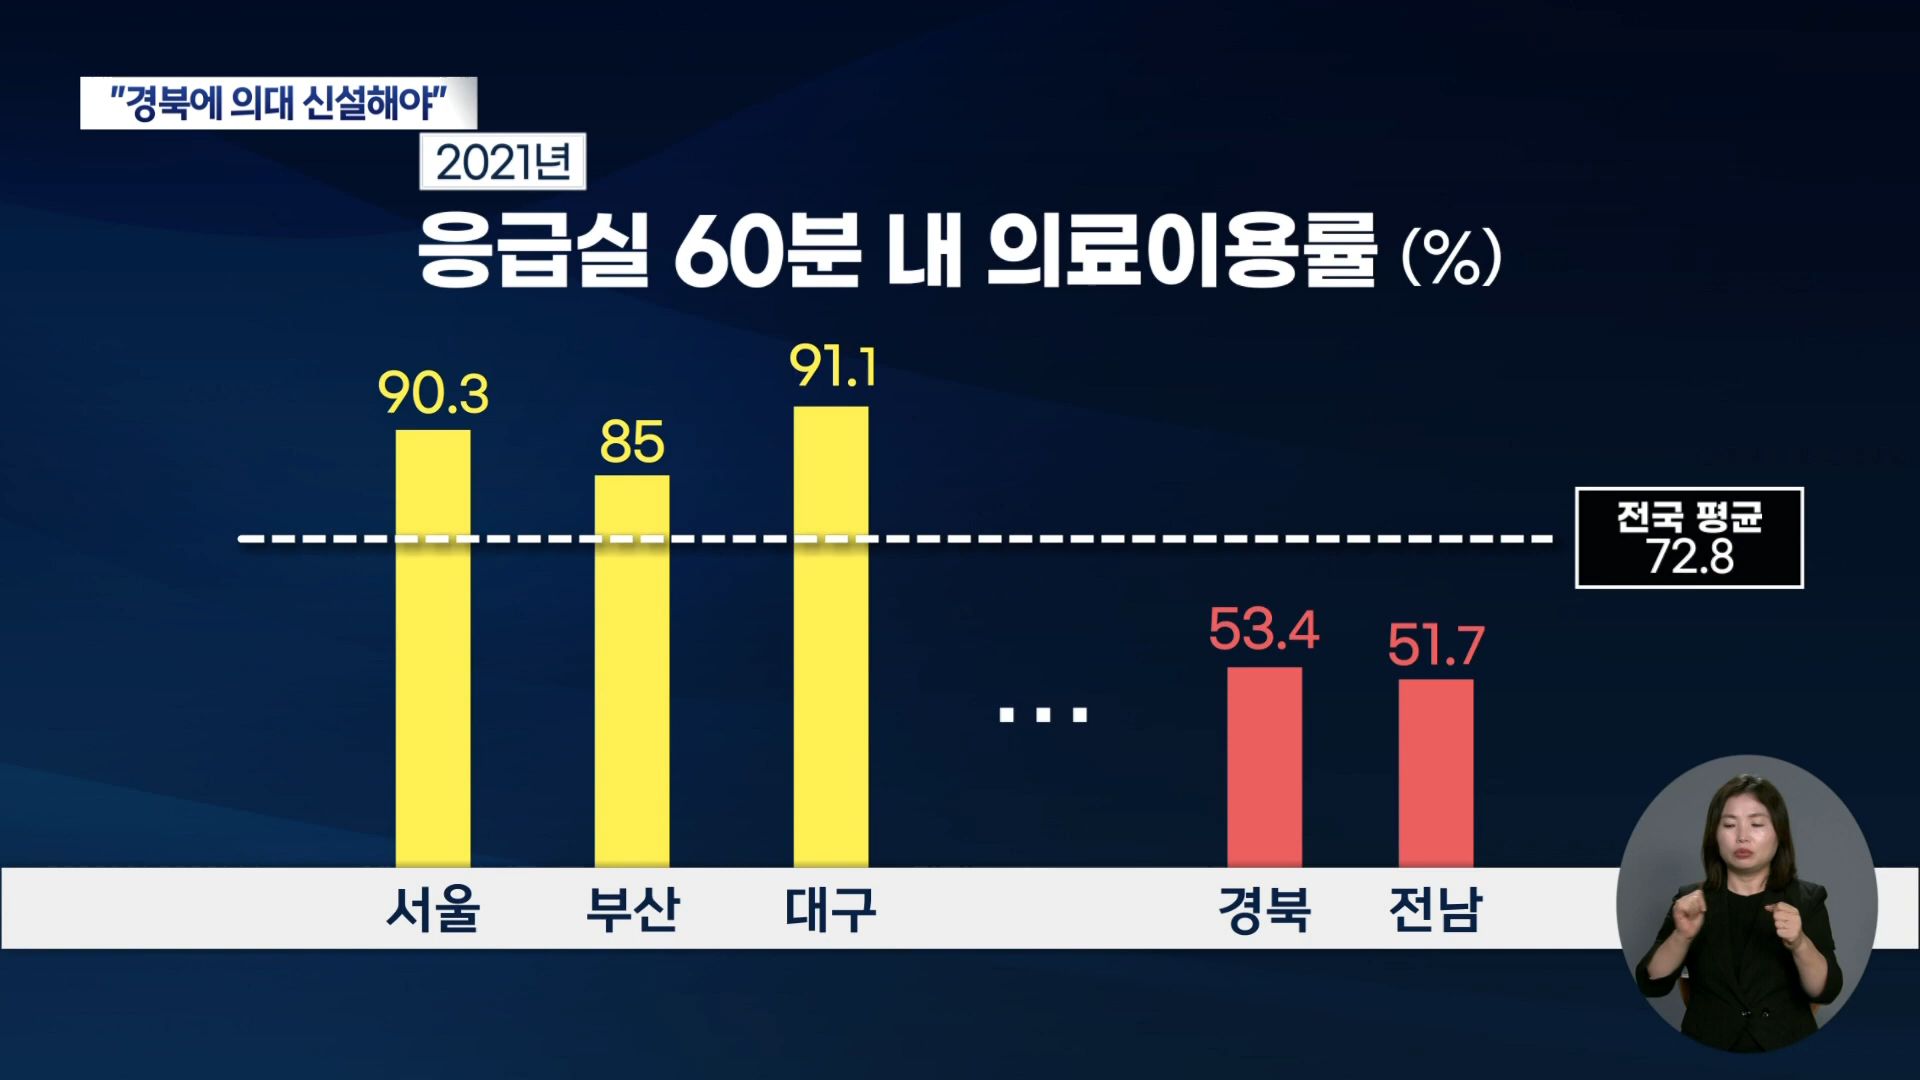 "경북에 의대 신설해야"
2021년
응급실 60분 내 의료이용률 (%)
90.3
85
91.1
전국 평균
72.8
53.4
51.7
...
서울
부산
대구
경북
전남